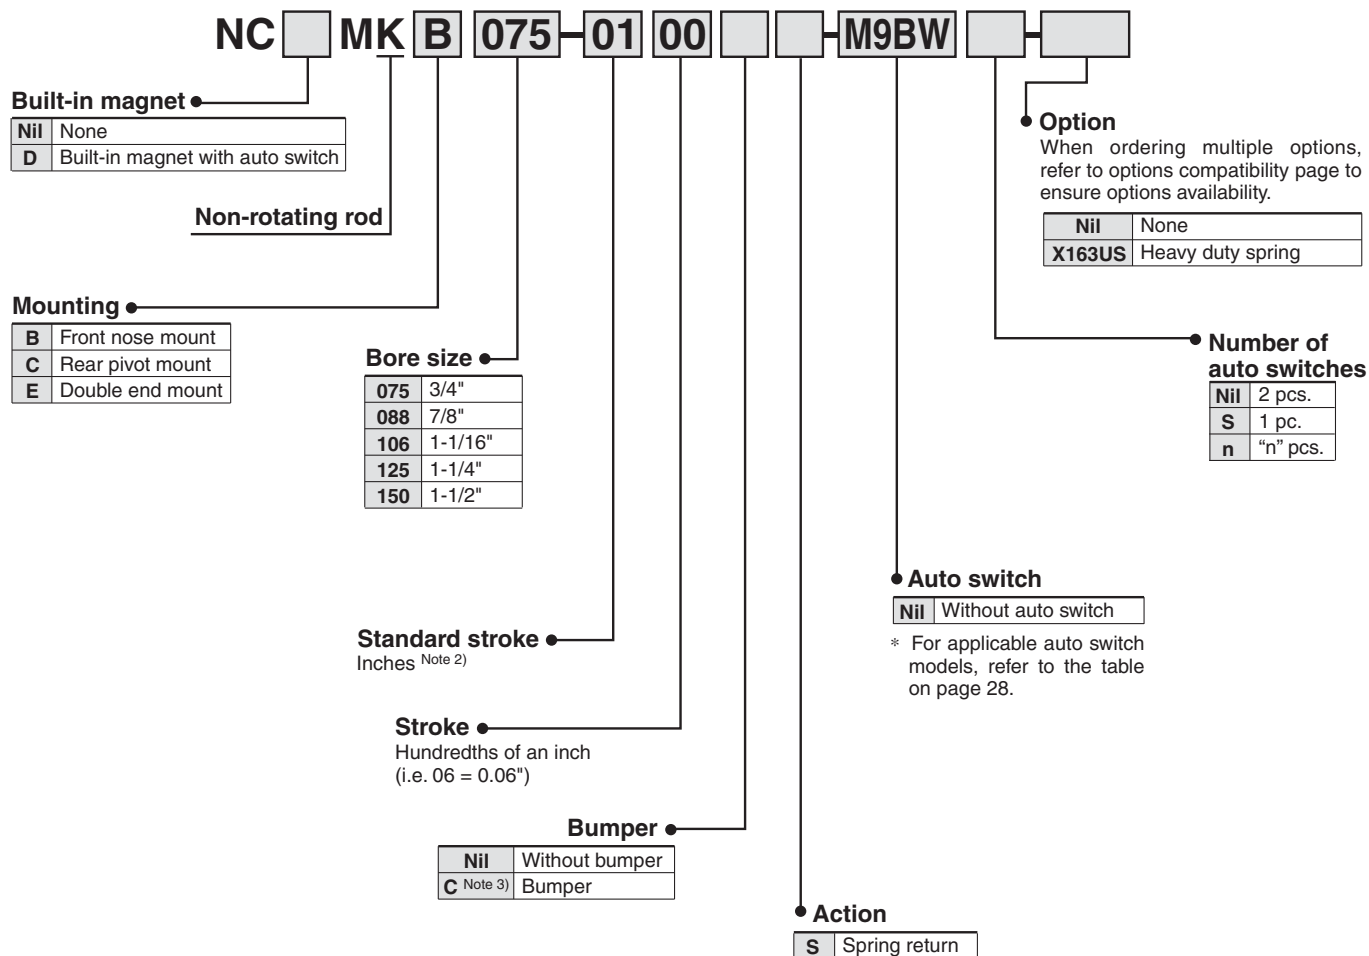 NC MK B 075 – 01 00 – M9BW –
Built-in magnet
Nil None
D Built-in magnet with auto switch
Non-rotating rod
Mounting
B Front nose mount
C Rear pivot mount
E Double end mount
Bore size
075 3/4"
088 7/8"
106 1-1/16"
125 1-1/4"
150 1-1/2"
Standard stroke
Inches Note 2)
Stroke
Hundredths of an inch
(i.e. 06 = 0.06")
Bumper
Nil Without bumper
C Note 3) Bumper
Action
S Spring return
Auto switch
Nil Without auto switch
* For applicable auto switch
models, refer to the table
on page 28.
Number of
auto switches
Nil 2 pcs.
S 1 pc.
n “n” pcs.
Option
When ordering multiple options,
refer to options compatibility page to
ensure options availability.
Nil None
X163US Heavy duty spring